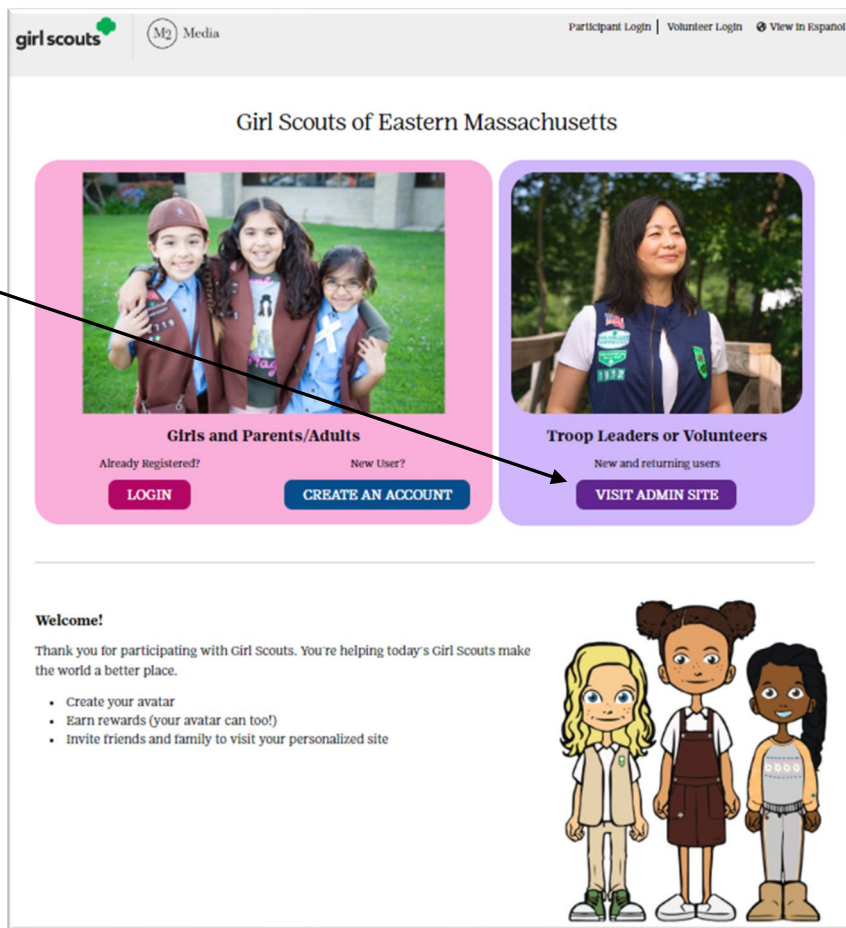 girl scouts
M2 Media
Participant Login | Volunteer Login View in Español
Girl Scouts of Eastern Massachusetts
719
1912
Girls and Parents/Adults
Already Registered?
New User?
LOGIN
CREATE AN ACCOUNT
Troop Leaders or Volunteers
New and returning users
VISIT ADMIN SITE
Welcome!
Thank you for participating with Girl Scouts. You're helping today's Girl Scouts make
the world a better place.
• Create your avatar
• Earn rewards (your avatar can too!)
• Invite friends and family to visit your personalized site